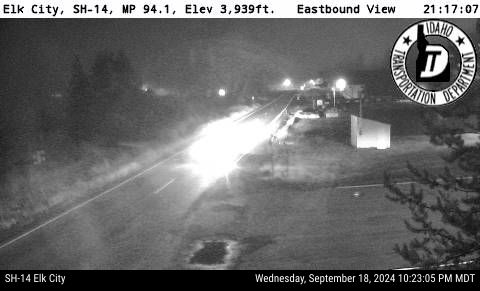 Elk City, SH-14, MP 94.1, Elev 3,939ft. Eastbound View 21:17:07
IDAHO
TRANSPORTATION DEPARTMENT
SH-14 Elk City
Wednesday, September 18, 2024 10:23:05 PM MDT